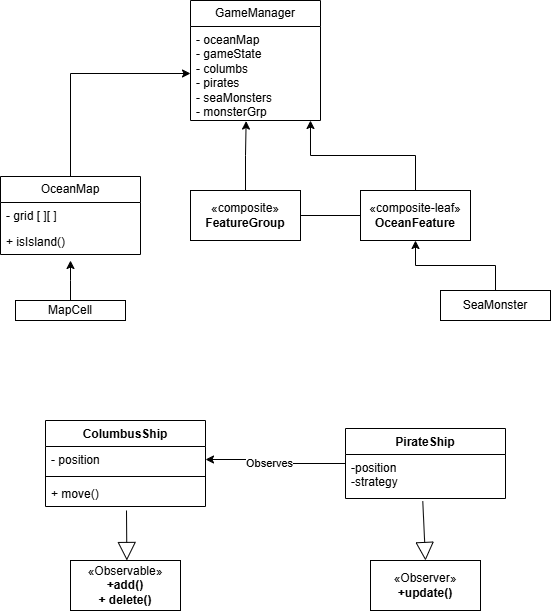 GameManager
- oceanMap
- gameState
- columbs
- pirates
- seaMonsters
- monsterGrp
OceanMap
- grid [ ][ ]
+ isIsland()
MapCell
«composite»
FeatureGroup
«composite-leaf»
OceanFeature
SeaMonster
ColumbusShip
- position
+ move()
Observes
PirateShip
-position
-strategy
«Observable»
+add()
+ delete()
«Observer»
+update()